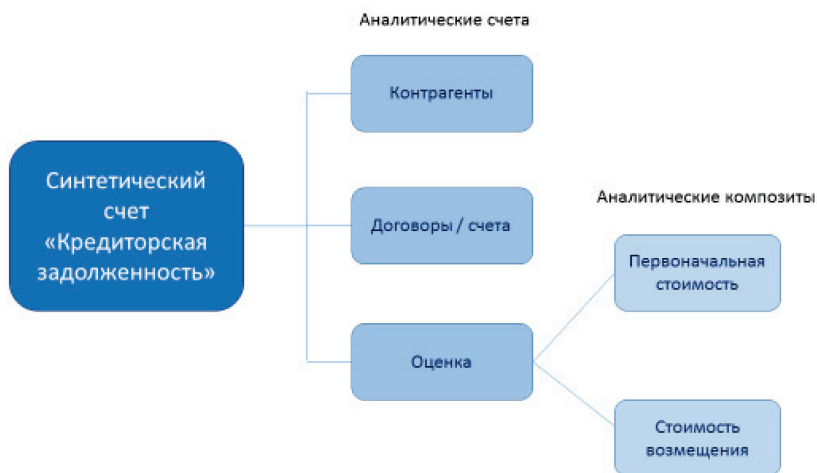 Аналитические счета
Контрагенты
Синтетический
счет
«Кредиторская
задолженность»
Договоры / счета
Оценка
Аналитические композиты
Первоначальная
стоимость
Стоимость
возмещения